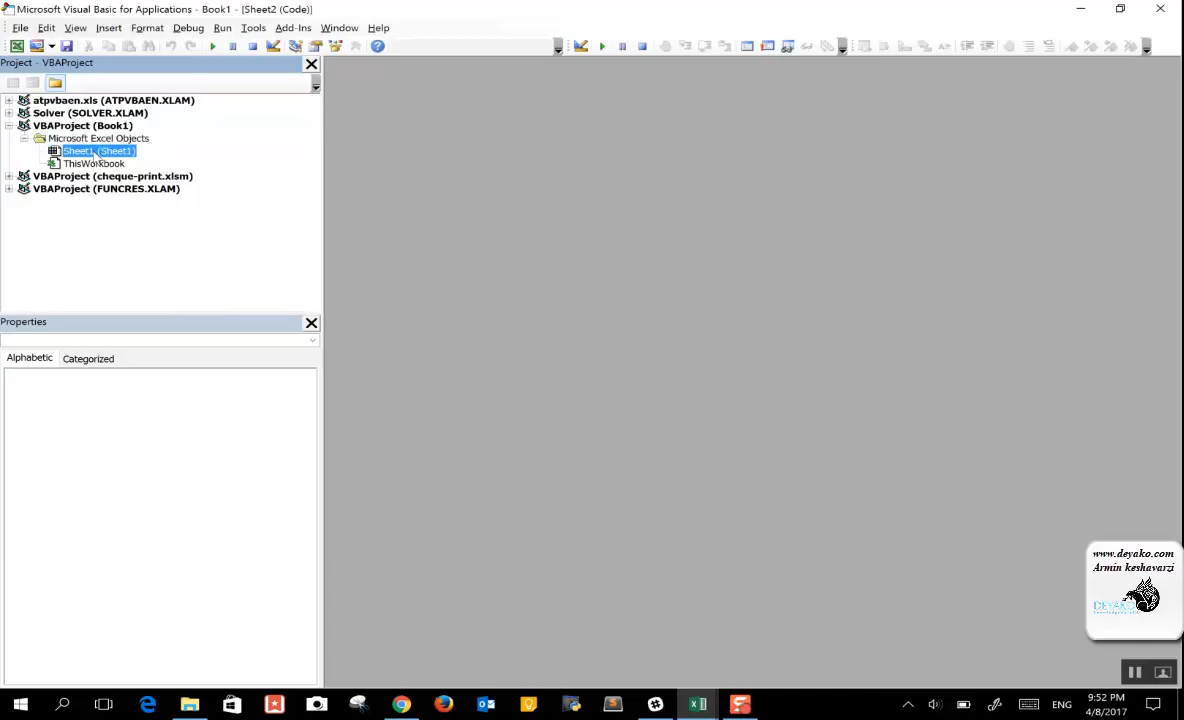 Microsoft Visual Basic for Applications - Book1 - [Sheet2 (Code)]
File Edit View Insert Format Debug Run Tools Add-Ins Window Help
Project - VBAProject
atpvbaen.xls (ATPVBAEN.XLAM)
Solver (SOLVER.XLAM)
VBAProject (Book1)
Microsoft Excel Objects
Sheet1 (Sheet1)
ThisWorkbook
VBAProject (cheque-print.xlsm)
VBAProject (FUNCRES.XLAM)
Properties
Alphabetic Categorized
www.deyako.com
Armin keshavarzi
DEYAKO
ENG
9:52 PM
4/8/2017